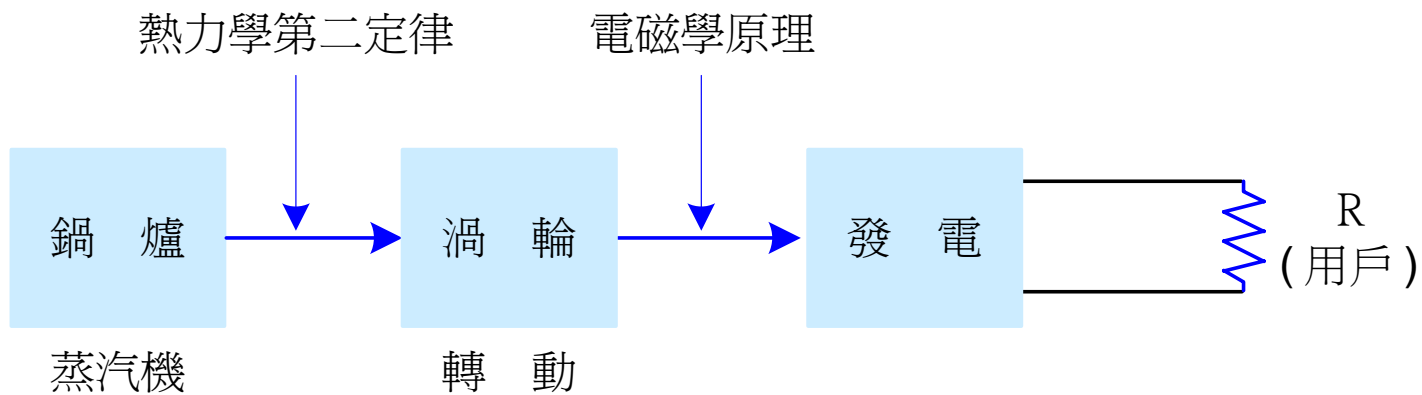 熱力學第二定律
電磁學原理
鍋 爐
渦 輪
發 電
R
(用戶)
蒸汽機
轉 動